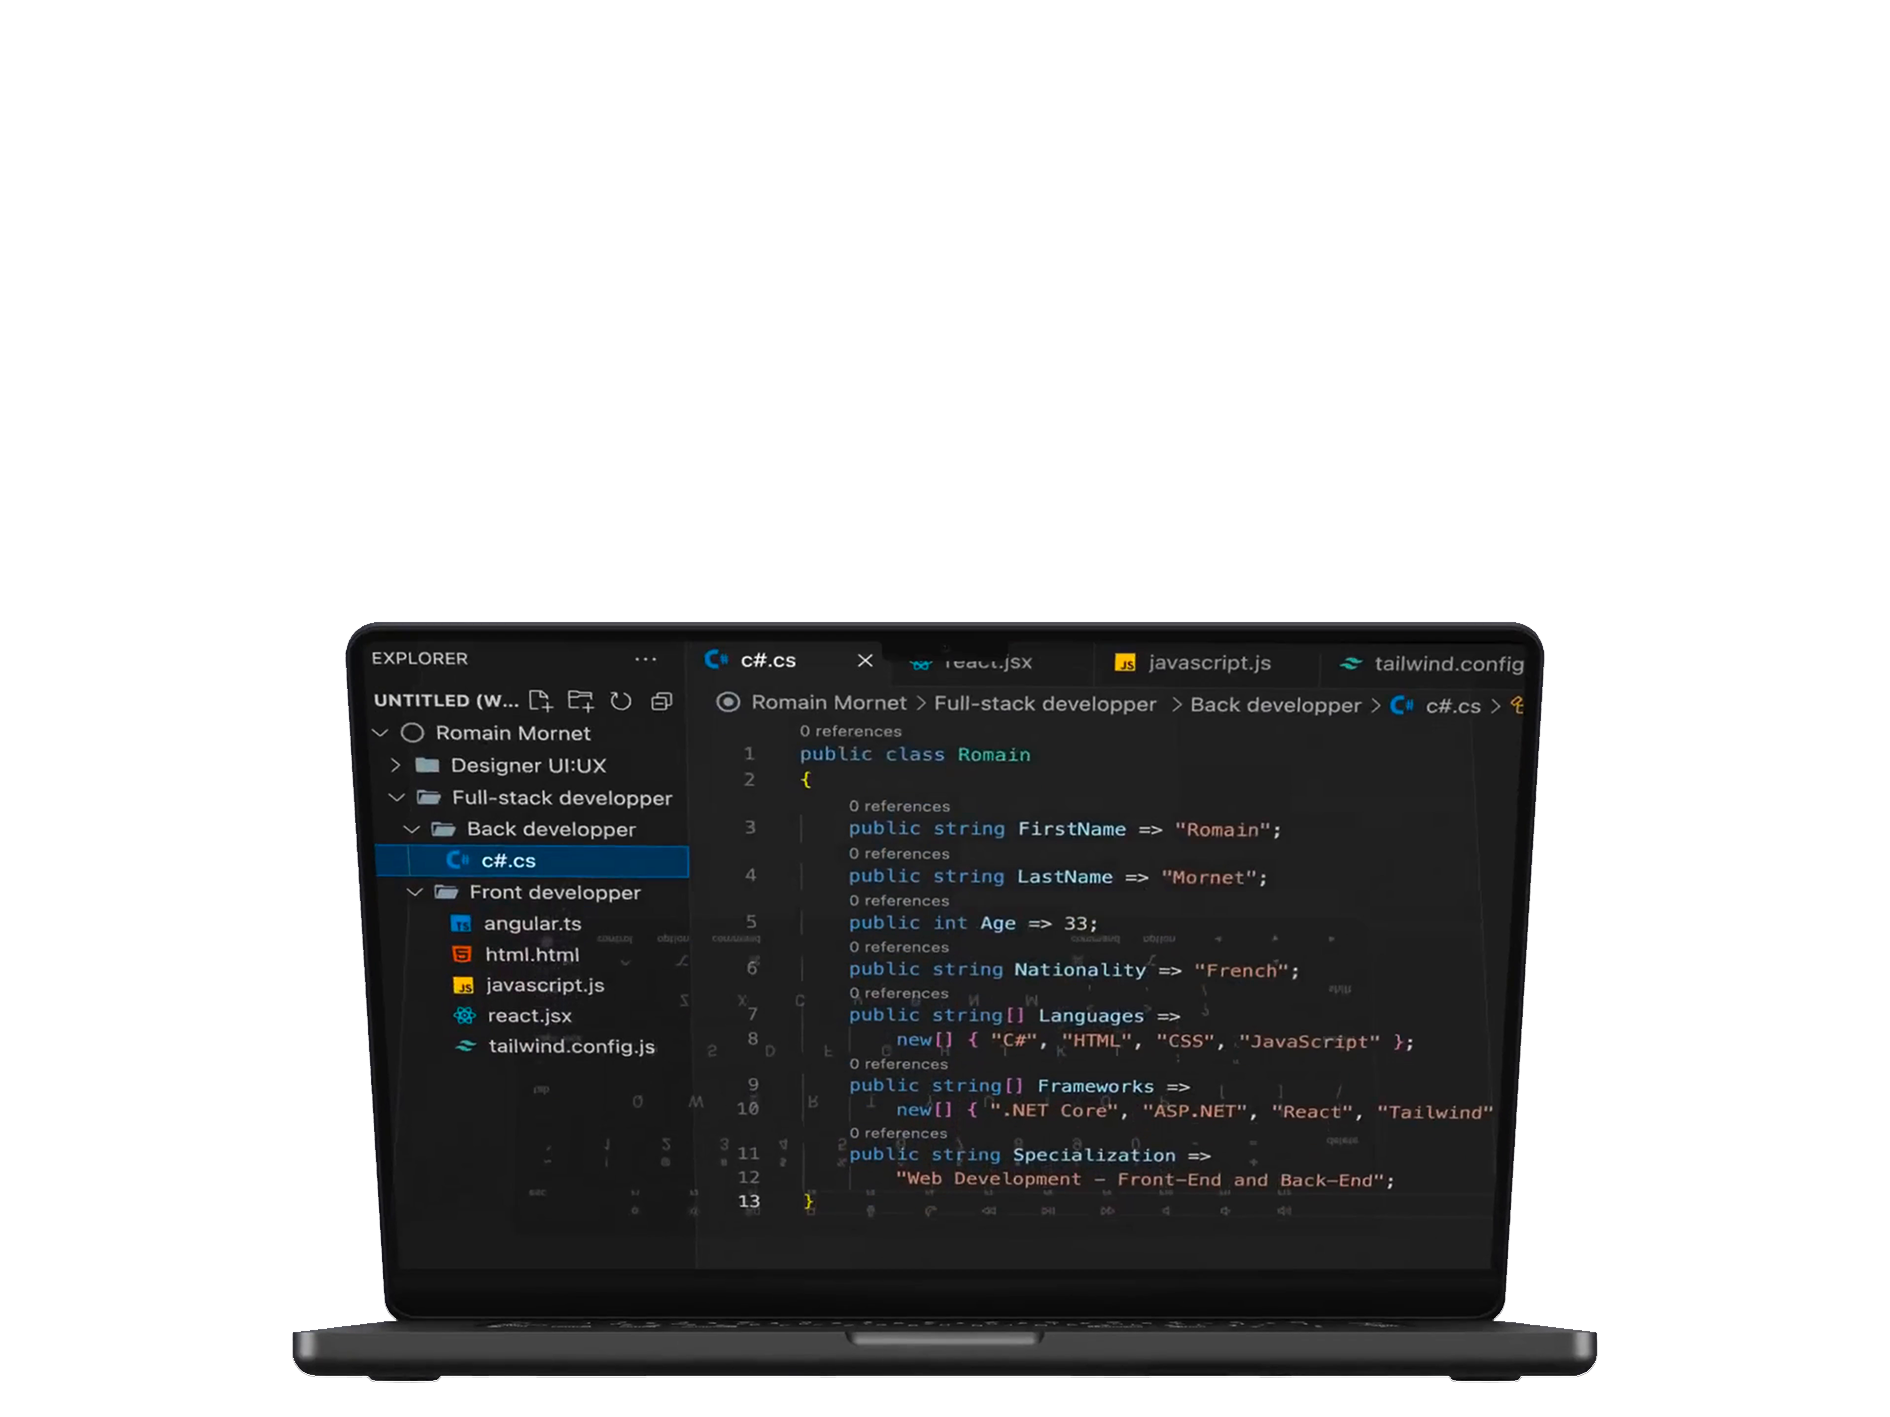 EXPLORER ...
UNTITLED (W...
Romain Mornet
Designer UI:UX
Full-stack developper
Back developper
c#.cs
Front developper
angular.ts
html.html
javascript.js
react.jsx
tailwind.config.js
c#.cs react.jsx javascript.js tailwind.config
Romain Mornet > Full-stack developper > Back developper > c#.cs >
0 references
1 public class Romain
2 {
0 references
3 public string FirstName => "Romain";
0 references
4 public string LastName => "Mornet";
0 references
5 public int Age => 33;
0 references
6 public string Nationality => "French";
0 references
7 public string[] Languages =>
8 new[] { "C#", "HTML", "CSS", "JavaScript" };
0 references
9 public string[] Frameworks =>
10 new[] { ".NET Core", "ASP.NET", "React", "Tailwind"
0 references
11 public string Specialization =>
12 "Web Development - Front-End and Back-End";
13 }